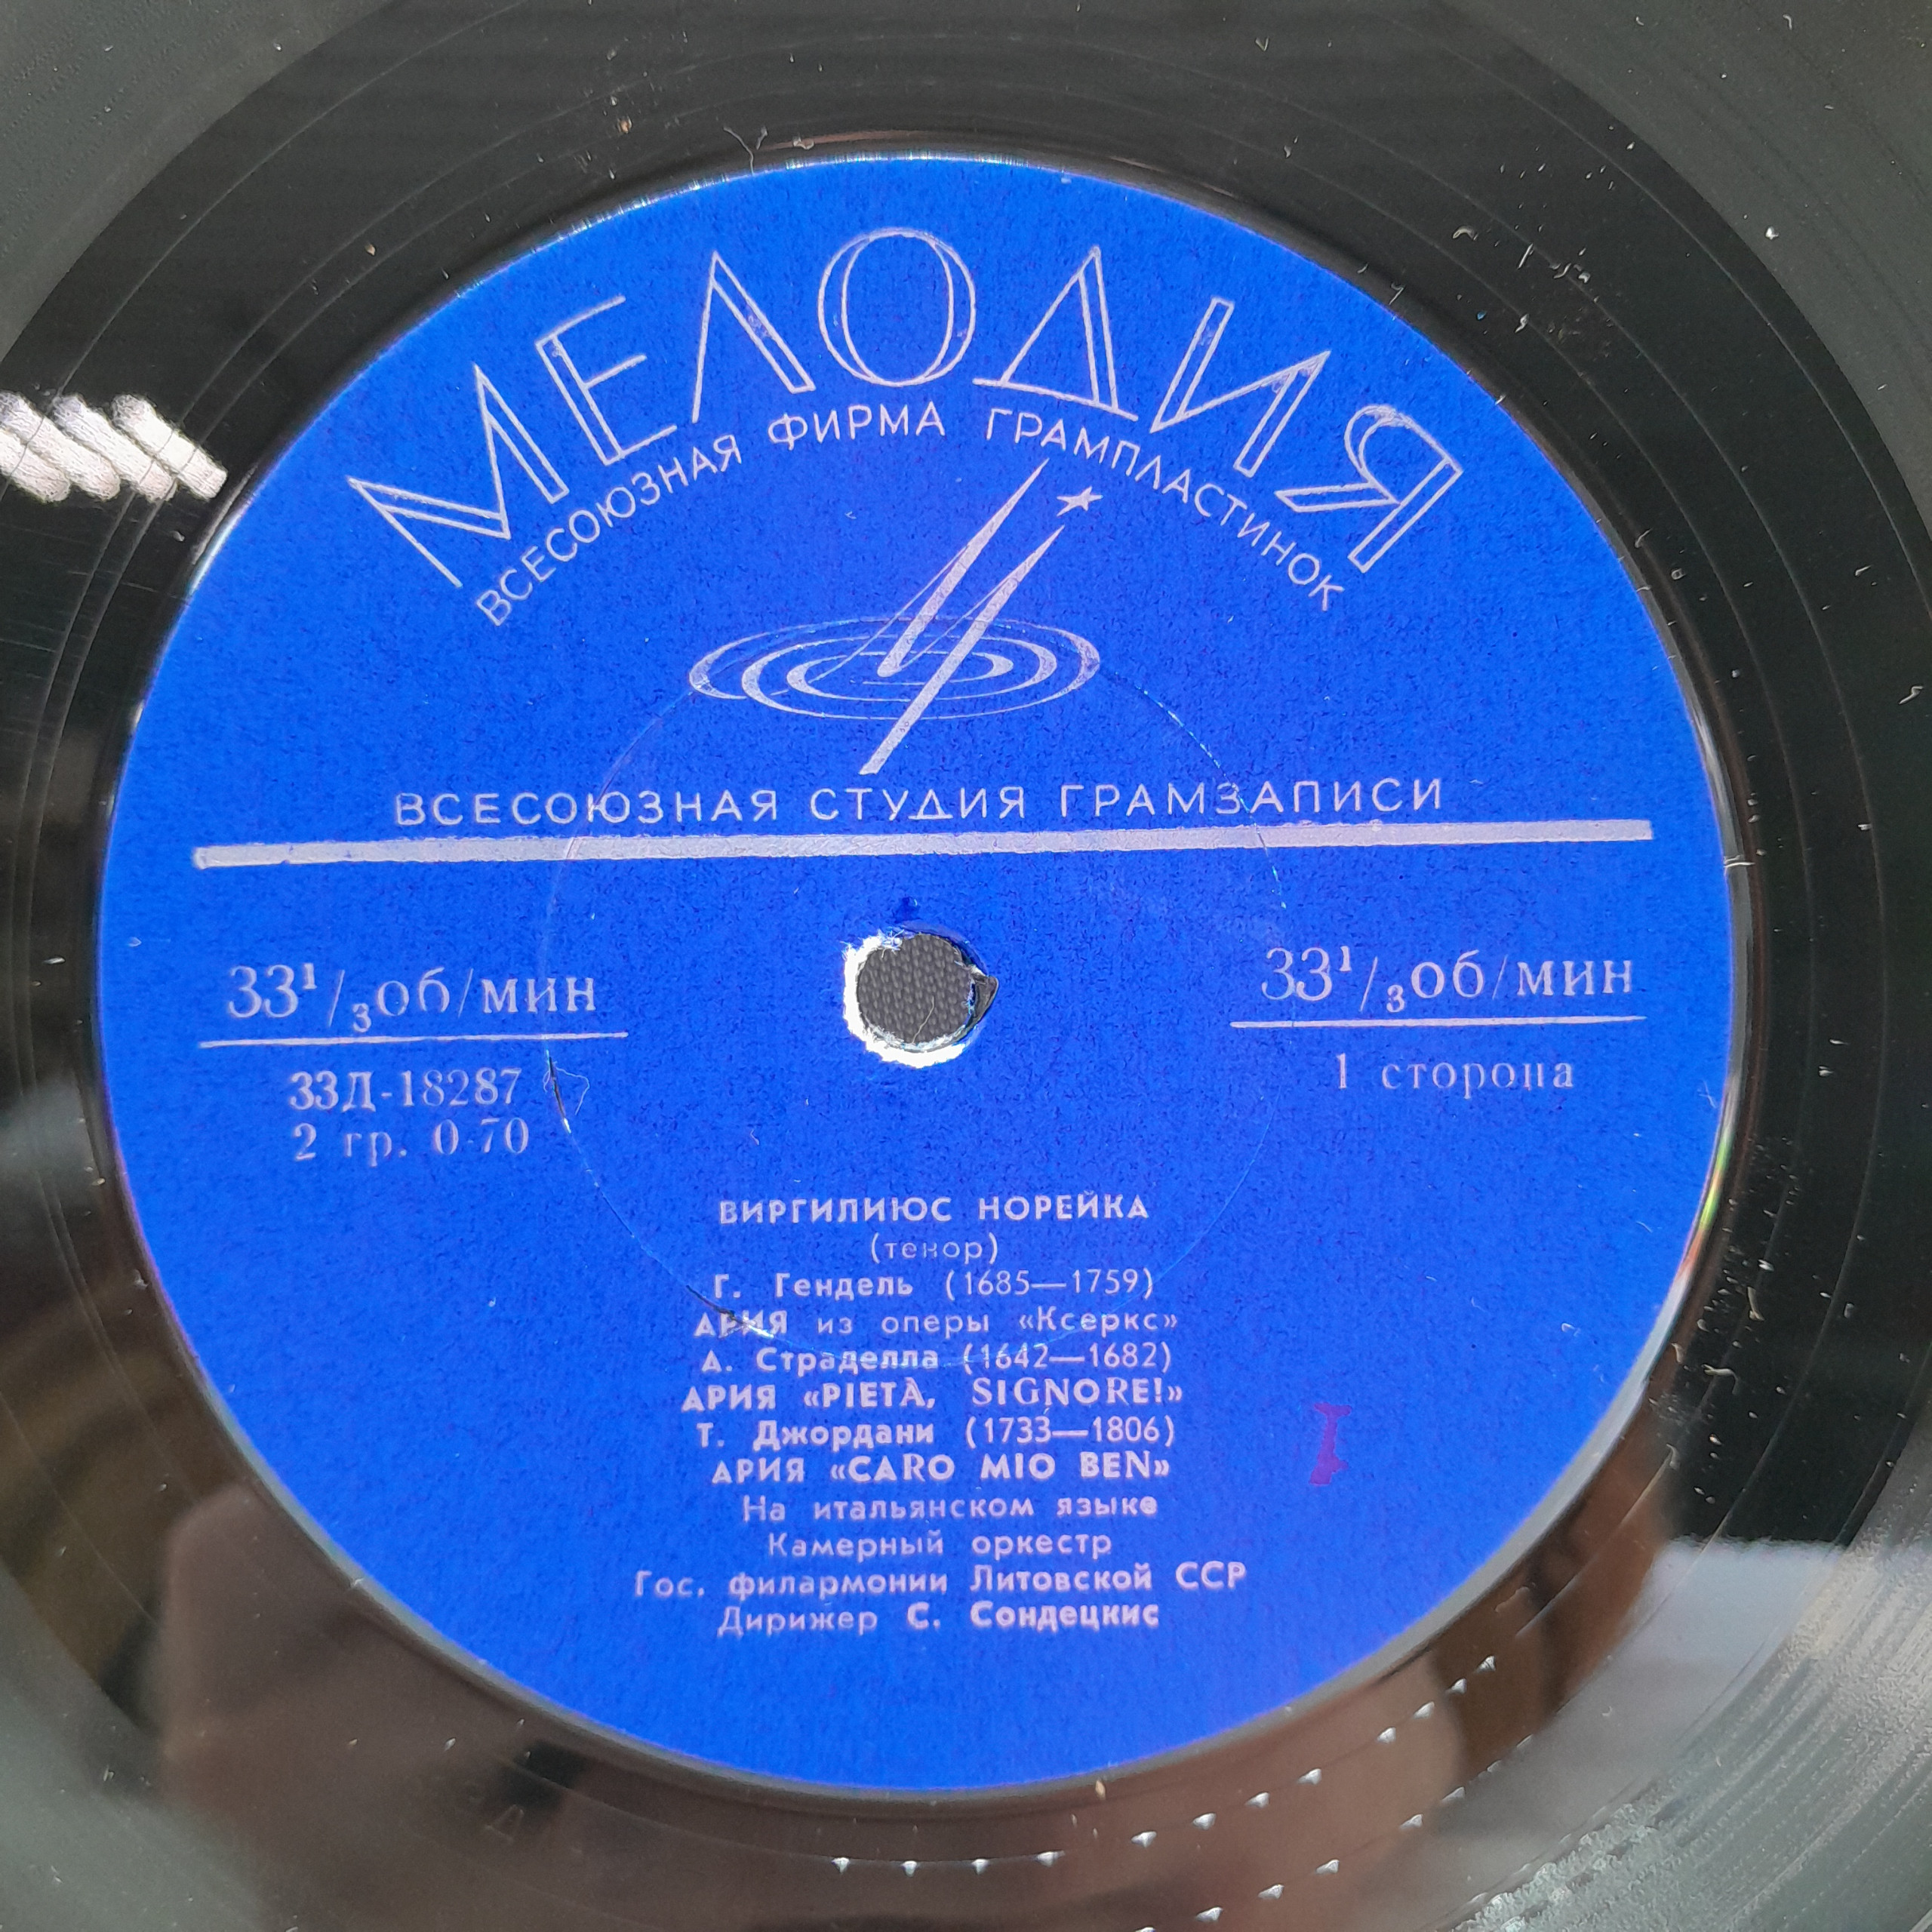 МЕЛОДИЯ
ВСЕСОЮЗНАЯ ФИРМА ГРАМПЛАСТИНОК
ВСЕСОЮЗНАЯ СТУДИЯ ГРАМЗАПИСИ
33¹/₃об/мин
33¹/₃об/мин
33Д-18287
1 сторона
2 гр. 0-70
ВИРГИЛИЮС НОРЕЙКА
(тенор)
Г. Гендель (1685—1759)
АРИЯ из оперы «Ксеркс»
А. Страделла (1642—1682)
АРИЯ «PIETÀ, SIGNORE!»
Т. Джордани (1733—1806)
АРИЯ «CARO MIO BEN»
На итальянском языке
Камерный оркестр
Гос. филармонии Литовской ССР
Дирижер С. Сондецкис